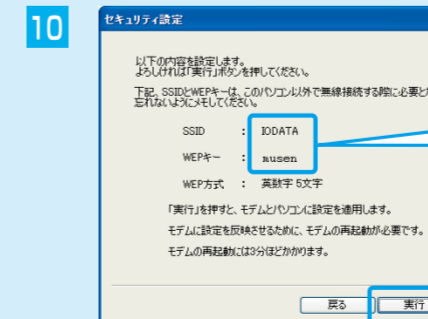 10
セキュリティ設定
以下の内容を設定します。
よろしければ「実行」ボタンを押してください。
下記、SSIDとWEPキーは、このパソコン以外で無線接続する際に必要と
忘れないようにメモしてください。
SSID : IODATA
WEPキー : musen
WEP方式 : 英数字 5文字
「実行」を押すと、モデムとパソコンに設定を適用します。
モデムに設定を反映させるために、モデムの再起動が必要です。
モデムの再起動には3分ほどかかります。
戻る
実行